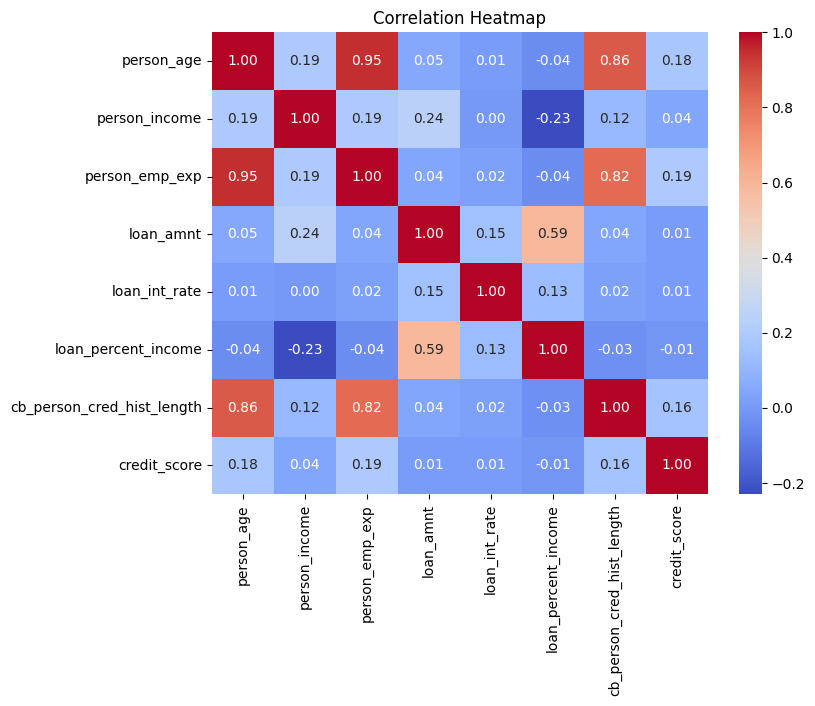 Correlation Heatmap
person_age 1.00 0.19 0.95 0.05 0.01 -0.04 0.86 0.18
person_income 0.19 1.00 0.19 0.24 0.00 -0.23 0.12 0.04
person_emp_exp 0.95 0.19 1.00 0.04 0.02 -0.04 0.82 0.19
loan_amnt 0.05 0.24 0.04 1.00 0.15 0.59 0.04 0.01
loan_int_rate 0.01 0.00 0.02 0.15 1.00 0.13 0.02 0.01
loan_percent_income -0.04 -0.23 -0.04 0.59 0.13 1.00 -0.03 -0.01
cb_person_cred_hist_length 0.86 0.12 0.82 0.04 0.02 -0.03 1.00 0.16
credit_score 0.18 0.04 0.19 0.01 0.01 -0.01 0.16 1.00
person_age
person_income
person_emp_exp
loan_amnt
loan_int_rate
loan_percent_income
cb_person_cred_hist_length
credit_score
1.0
0.8
0.6
0.4
0.2
0.0
−0.2